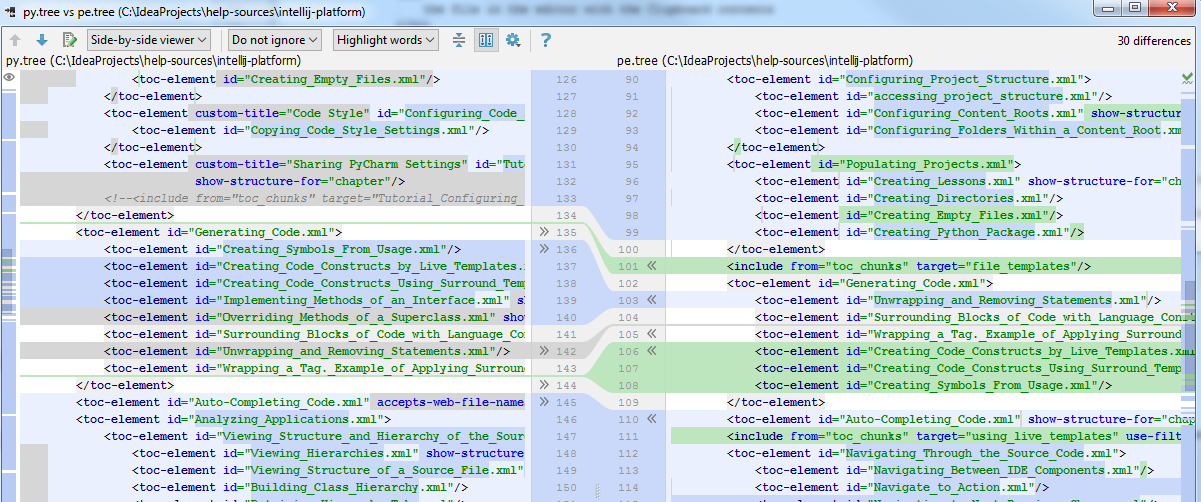 the file in the editor with the clipboard contents
py.tree vs pe.tree (C:\IdeaProjects\help-sources\intellij-platform)
Side-by-side viewer
Do not ignore
Highlight words
?
30 differences
py.tree (C:\IdeaProjects\help-sources\intellij-platform)
pe.tree (C:\IdeaProjects\help-sources\intellij-platform)
<toc-element id="Creating_Empty_Files.xml"/>
</toc-element>
<toc-element custom-title="Code Style" id="Configuring_Code_
<toc-element id="Copying_Code_Style_Settings.xml"/>
</toc-element>
<toc-element custom-title="Sharing PyCharm Settings" id="Tut
show-structure-for="chapter"/>
<!--<include from="toc_chunks" target="Tutorial_Configuring_
</toc-element>
<toc-element id="Generating_Code.xml">
<toc-element id="Creating_Symbols_From_Usage.xml"/>
<toc-element id="Creating_Code_Constructs_by_Live_Templates.x
<toc-element id="Creating_Code_Constructs_Using_Surround_Temp
<toc-element id="Implementing_Methods_of_an_Interface.xml" sh
<toc-element id="Overriding_Methods_of_a_Superclass.xml" show
<toc-element id="Surrounding_Blocks_of_Code_with_Language_Con
<toc-element id="Unwrapping_and_Removing_Statements.xml"/>
<toc-element id="Wrapping_a_Tag._Example_of_Applying_Surround
</toc-element>
<toc-element id="Auto-Completing_Code.xml" accepts-web-file-name
<toc-element id="Analyzing_Applications.xml">
<toc-element id="Viewing_Structure_and_Hierarchy_of_the_Sour
<toc-element id="Viewing_Hierarchies.xml" show-structure
<toc-element id="Viewing_Structure_of_a_Source_File.xml"
<toc-element id="Building_Class_Hierarchy.xml"/>
126 90
127 91
128 92
129 93
130 94
131 95
132 96
133 97
134 98
135 99
136 100
137 101
138 102
139 103
140 104
141 105
142 106
143 107
144 108
145 109
146 110
147 111
148 112
149 113
150 114
<toc-element id="Configuring_Project_Structure.xml">
<toc-element id="accessing_project_structure.xml"/>
<toc-element id="Configuring_Content_Roots.xml" show-structur
<toc-element id="Configuring_Folders_Within_a_Content_Root.xm
</toc-element>
<toc-element id="Populating_Projects.xml">
<toc-element id="Creating_Lessons.xml" show-structure-for="ch
<toc-element id="Creating_Directories.xml"/>
<toc-element id="Creating_Empty_Files.xml"/>
<toc-element id="Creating_Python_Package.xml"/>
</toc-element>
<include from="toc_chunks" target="file_templates"/>
<toc-element id="Generating_Code.xml">
<toc-element id="Unwrapping_and_Removing_Statements.xml"/>
<toc-element id="Surrounding_Blocks_of_Code_with_Language_Const
<toc-element id="Wrapping_a_Tag._Example_of_Applying_Surround
<toc-element id="Creating_Code_Constructs_by_Live_Templates.xml
<toc-element id="Creating_Code_Constructs_Using_Surround_Temp
<toc-element id="Creating_Symbols_From_Usage.xml"/>
</toc-element>
<toc-element id="Auto-Completing_Code.xml" show-structure-for="chap
<include from="toc_chunks" target="using_live_templates" use-filt
<toc-element id="Navigating_Through_the_Source_Code.xml">
<toc-element id="Navigating_Between_IDE_Components.xml"/>
<toc-element id="Navigate_to_Action.xml"/>